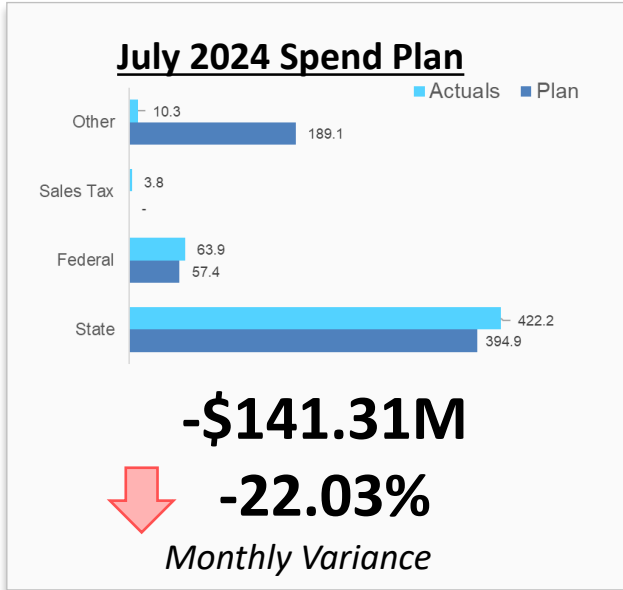 July 2024 Spend Plan
Actuals Plan
Other
10.3
189.1
Sales Tax
3.8
-
Federal
63.9
57.4
State
422.2
394.9
-$141.31M
-22.03%
Monthly Variance